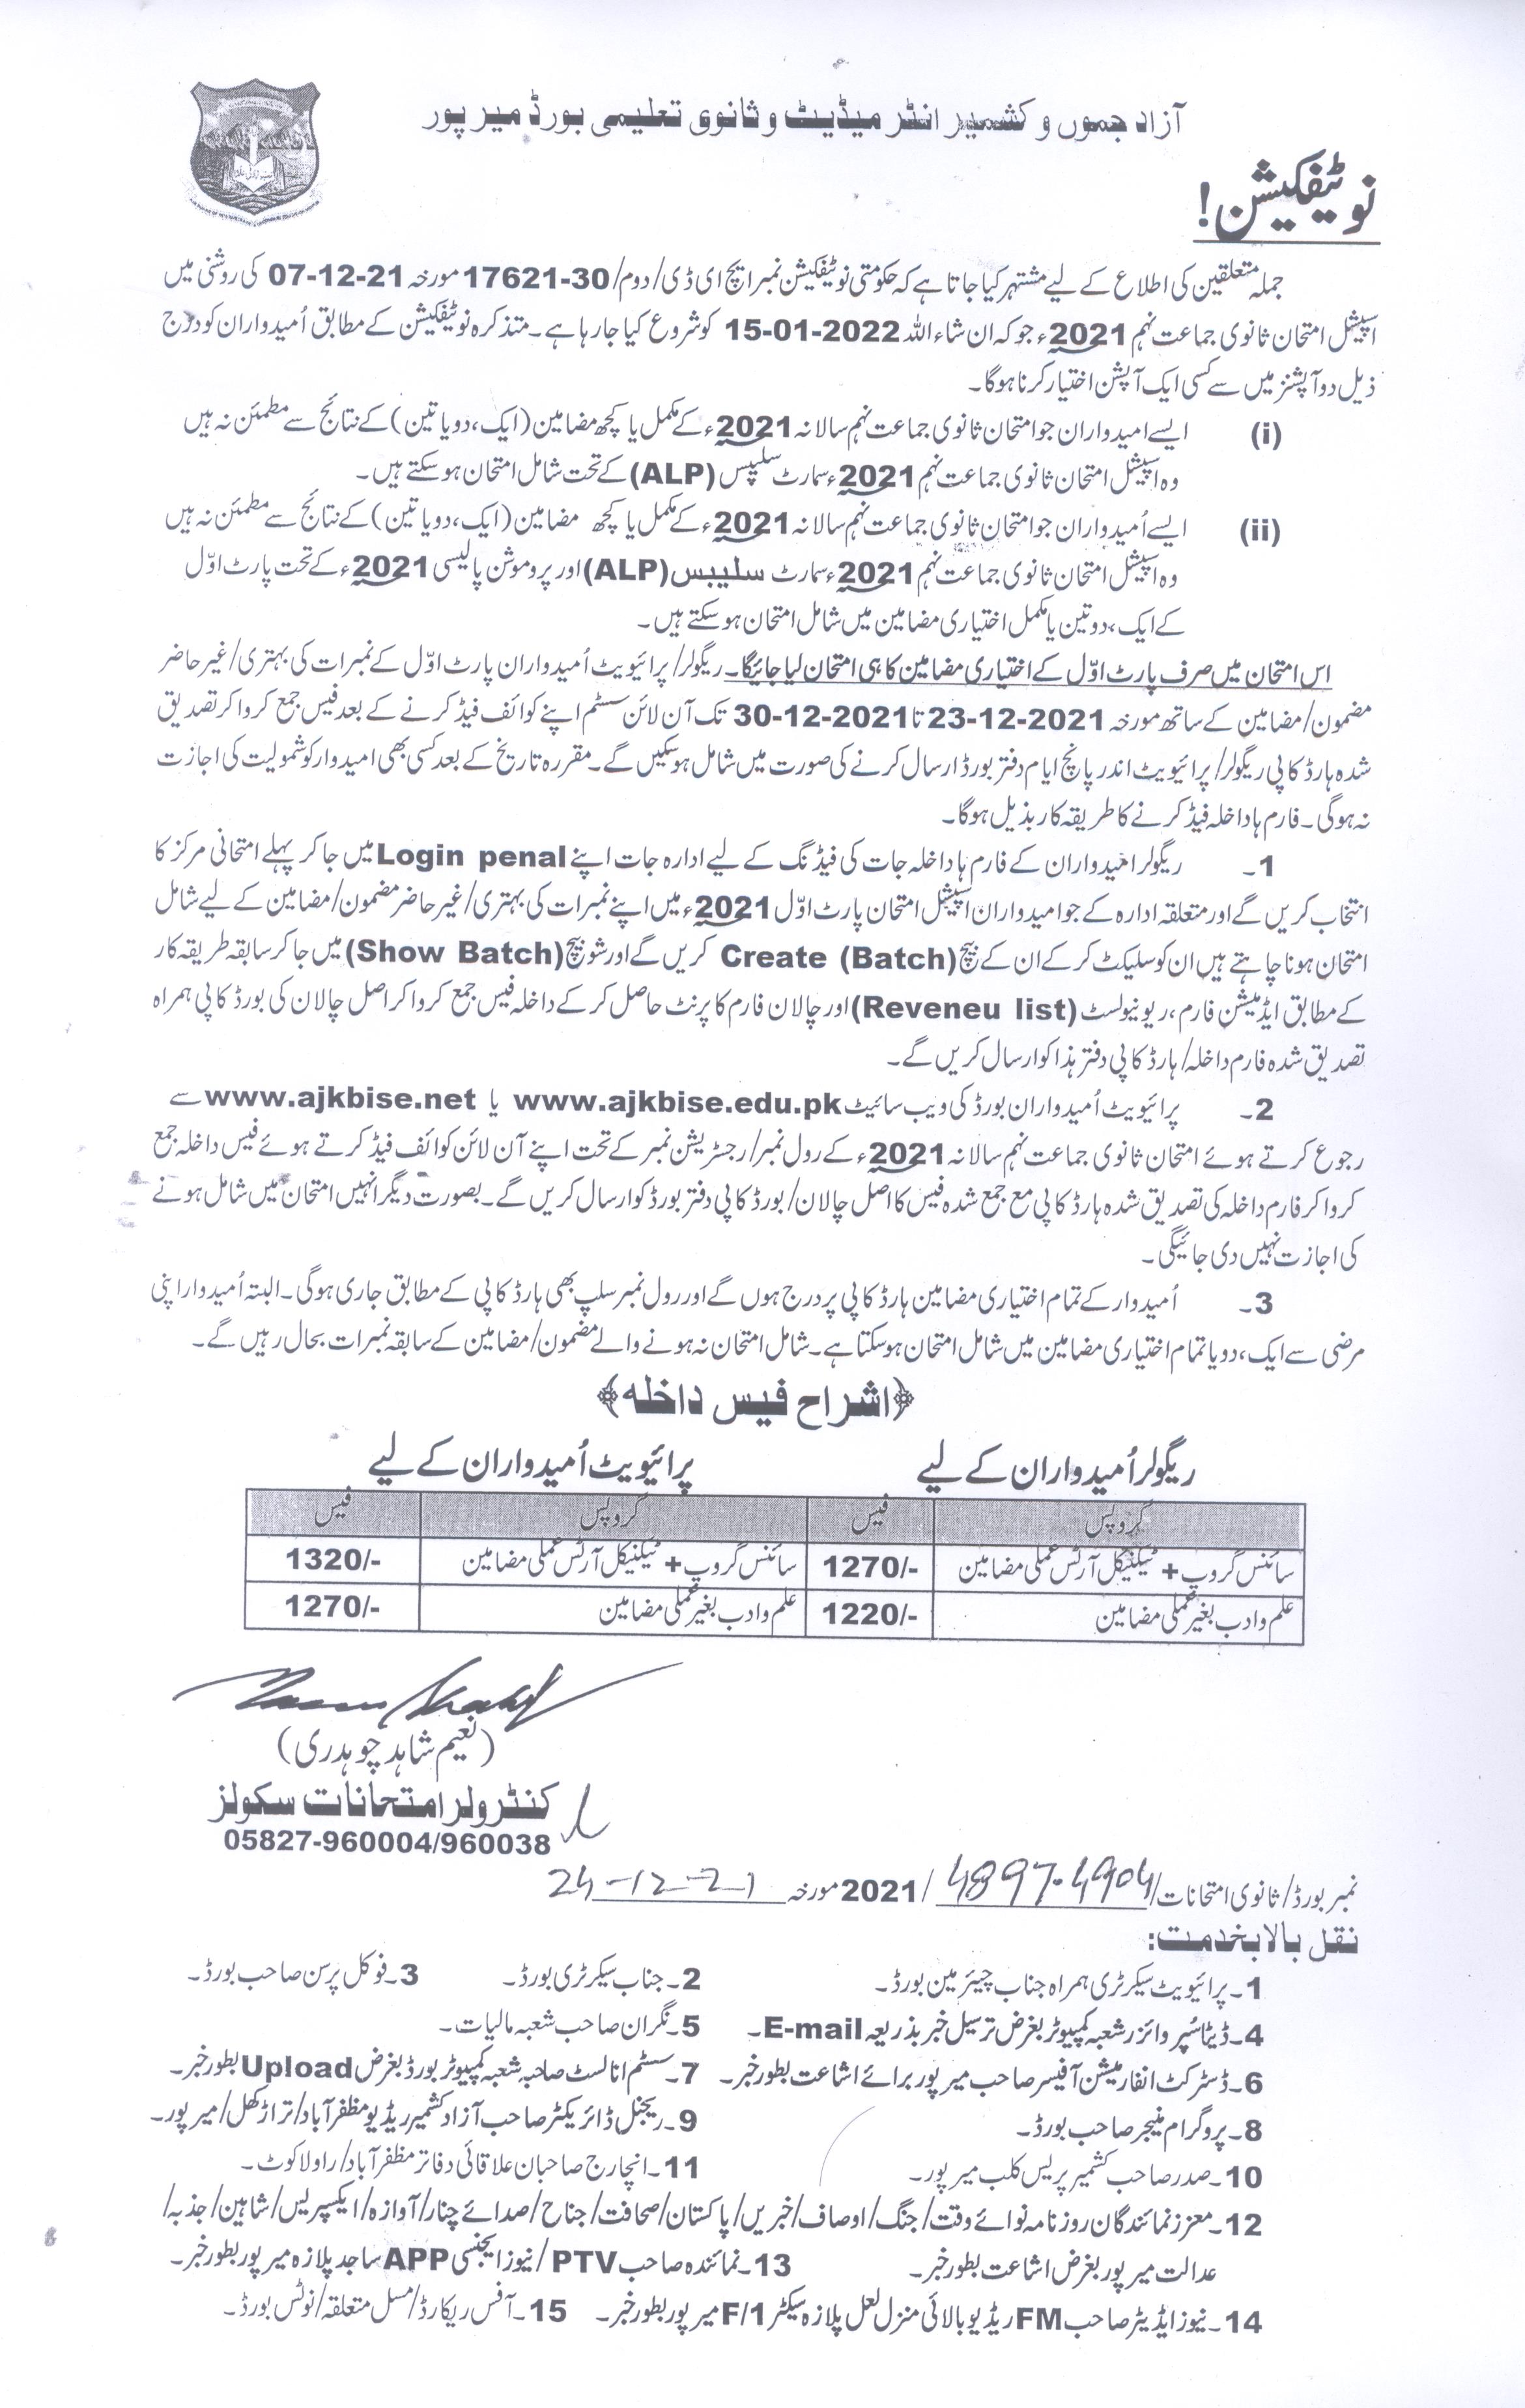 آزاد جموں و کشمیر انٹر میڈیٹ و ثانوی تعلیمی بورڈ میر پور
نوٹیفکیشن!
جملہ متعلقین کی اطلاع کے لیے مشتہر کیا جاتا ہے کہ حکومتی نوٹیفکیشن نمبر ایچ ای ڈی/دوم/30-17621 مورخہ 21-12-07 کی روشنی میں
اسپیشل امتحان ثانوی جماعت نہم 2021ء جو کہ ان شاء اللہ 2022-01-15 کو شروع کیا جا رہا ہے۔ متذکرہ نوٹیفکیشن کے مطابق اُمیدواران کو درج
ذیل دو آپشنز میں سے کسی ایک آپشن اختیار کرنا ہوگا۔
(i) ایسے امیدواران جو امتحان ثانوی جماعت نہم سالانہ 2021ء کے مکمل یا کچھ مضامین (ایک، دو یا تین) کے نتائج سے مطمئن نہ ہیں
وہ اسپیشل امتحان ثانوی جماعت نہم 2021ء سمارٹ سلیبس (ALP) کے تحت شامل امتحان ہو سکتے ہیں۔
(ii) ایسے اُمیدواران جو امتحان ثانوی جماعت نہم سالانہ 2021ء کے مکمل یا کچھ مضامین (ایک، دو یا تین) کے نتائج سے مطمئن نہ ہیں
وہ اسپیشل امتحان ثانوی جماعت نہم 2021ء سمارٹ سلیبس (ALP) اور پروموشن پالیسی 2021ء کے تحت پارٹ اوّل
کے ایک، دو تین یا مکمل اختیاری مضامین میں شامل امتحان ہو سکتے ہیں۔
اس امتحان میں صرف پارٹ اوّل کے اختیاری مضامین کا ہی امتحان لیا جائیگا۔ ریگولر/پرائیویٹ اُمیدواران پارٹ اوّل کے نمبرات کی بہتری/غیر حاضر
مضمون/مضامین کے ساتھ مورخہ 2021-12-23 تا 2021-12-30 تک آن لائن سسٹم اپنے کوائف فیڈ کرنے کے بعد فیس جمع کروا کر تصدیق
شدہ ہارڈ کاپی ریگولر/پرائیویٹ اندر پانچ ایام دفتر بورڈ ارسال کرنے کی صورت میں شامل ہو سکیں گے۔ مقررہ تاریخ کے بعد کسی بھی امیدوار کو شمولیت کی اجازت
نہ ہوگی۔ فارم ہا داخلہ فیڈ کرنے کا طریقہ کار بذیل ہوگا۔
1۔ ریگولر امیدواران کے فارم ہا داخلہ جات کی فیڈنگ کے لیے ادارہ جات اپنے Login penal میں جا کر پہلے امتحانی مرکز کا
انتخاب کریں گے اور متعلقہ ادارہ کے جو امیدواران اسپیشل امتحان پارٹ اوّل 2021ء میں اپنے نمبرات کی بہتری/غیر حاضر مضمون/مضامین کے لیے شامل
امتحان ہونا چاہتے ہیں ان کو سلیکٹ کر کے ان کے بیچ (Batch) Create کریں گے اور شو بیچ (Show Batch) میں جا کر سابقہ طریقہ کار
کے مطابق ایڈمیشن فارم، ریونیو لسٹ (Reveneu list) اور چالان فارم کا پرنٹ حاصل کر کے داخلہ فیس جمع کروا کر اصل چالان کی بورڈ کاپی ہمراہ
تصدیق شدہ فارم داخلہ/ہارڈ کاپی دفتر ہذا کو ارسال کریں گے۔
2۔ پرائیویٹ اُمیدواران بورڈ کی ویب سائیٹ www.ajkbise.edu.pk یا www.ajkbise.net سے
رجوع کرتے ہوئے امتحان ثانوی جماعت نہم سالانہ 2021ء کے رول نمبر/رجسٹریشن نمبر کے تحت اپنے آن لائن کوائف فیڈ کرتے ہوئے فیس داخلہ جمع
کروا کر فارم داخلہ کی تصدیق شدہ ہارڈ کاپی مع جمع شدہ فیس کا اصل چالان/بورڈ کاپی دفتر بورڈ کو ارسال کریں گے۔ بصورت دیگر انہیں امتحان میں شامل ہونے
کی اجازت نہیں دی جائیگی۔
3۔ اُمیدوار کے تمام اختیاری مضامین ہارڈ کاپی پر درج ہوں گے اور رول نمبر سلپ بھی ہارڈ کاپی کے مطابق جاری ہوگی۔ البتہ اُمیدوار اپنی
مرضی سے ایک، دو یا تمام اختیاری مضامین میں شامل امتحان ہو سکتا ہے۔ شامل امتحان نہ ہونے والے مضمون/مضامین کے سابقہ نمبرات بحال رہیں گے۔
﴿اشراح فیس داخلہ﴾
ریگولر اُمیدواران کے لیے پرائیویٹ اُمیدواران کے لیے
گروپس فیس گروپس فیس
سائنس گروپ + ٹیکنیکل آرٹس عملی مضامین 1270/- سائنس گروپ + ٹیکنیکل آرٹس عملی مضامین 1320/-
علم و ادب بغیر عملی مضامین 1220/- علم و ادب بغیر عملی مضامین 1270/-
(نعیم شاہد چوہدری)
کنٹرولر امتحانات سکولز
05827-960004/960038
نمبر بورڈ/ثانوی امتحانات/4897-4904/2021 مورخہ 24-12-21
نقل بالا بخدمت:
1۔ پرائیویٹ سیکرٹری ہمراہ جناب چیئرمین بورڈ۔ 2۔ جناب سیکرٹری بورڈ۔ 3۔ فوکل پرسن صاحب بورڈ۔
4۔ ڈیٹا سُپر وائزر شعبہ کمپیوٹر بغرض ترسیل خبر بذریعہ E-mail۔ 5۔ نگران صاحب شعبہ مالیات۔
6۔ ڈسٹرکٹ انفارمیشن آفیسر صاحب میر پور برائے اشاعت بطور خبر۔ 7۔ سسٹم انالسٹ صاحبہ شعبہ کمپیوٹر بورڈ بغرض Upload بطور خبر۔
8۔ پروگرام منیجر صاحب بورڈ۔ 9۔ ریجنل ڈائریکٹر صاحب آزاد کشمیر ریڈیو مظفر آباد/تراڑکھل/میر پور۔
10۔ صدر صاحب کشمیر پریس کلب میر پور۔ 11۔ انچارج صاحبان علاقائی دفاتر مظفر آباد/راولاکوٹ۔
12۔ معزز نمائندگان روزنامہ نوائے وقت/جنگ/اوصاف/خبریں/پاکستان/صحافت/جناح/صدائے چنار/آوازہ/ایکسپریس/شاہین/جذبہ/
عدالت میر پور بغرض اشاعت بطور خبر۔ 13۔ نمائندہ صاحب PTV/نیوز ایجنسی APP ساجد پلازہ میر پور بطور خبر۔
14۔ نیوز ایڈیٹر صاحب FM ریڈیو بالائی منزل لعل پلازہ سیکٹر F/1 میر پور بطور خبر۔ 15۔ آفس ریکارڈ/مسل متعلقہ/نوٹس بورڈ۔